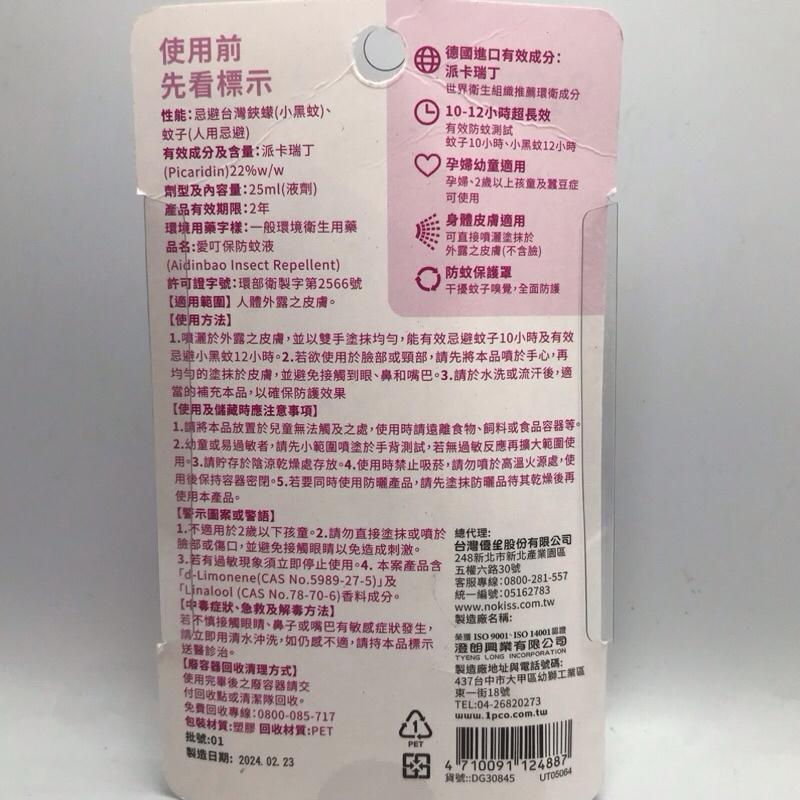 使用前
先看標示
性能:忌避台灣鋏蠓(小黑蚊)、
蚊子(人用忌避)
有效成分及含量:派卡瑞丁
(Picaridin)22%w/w
劑型及內容量:25ml(液劑)
產品有效期限:2年
環境用藥字樣:一般環境衛生用藥
品名:愛叮保防蚊液
(Aidinbao Insect Repellent)
許可證字號:環部衛製字第2566號
【適用範圍】人體外露之皮膚。
德國進口有效成分:
派卡瑞丁
世界衛生組織推薦環衛成分
10-12小時超長效
有效防蚊測試
蚊子10小時、小黑蚊12小時
孕婦幼童適用
孕婦、2歲以上孩童及蠶豆症
可使用
身體皮膚適用
可直接噴灑塗抹於
外露之皮膚(不含臉)
防蚊保護罩
干擾蚊子嗅覺,全面防護
【使用方法】
1.噴灑於外露之皮膚,並以雙手塗抹均勻,能有效忌避蚊子10小時及有效
忌避小黑蚊12小時。2.若欲使用於臉部或頸部,請先將本品噴於手心,再
均勻的塗抹於皮膚,並避免接觸到眼、鼻和嘴巴。3.請於水洗或流汗後,適
當的補充本品,以確保防護效果
【使用及儲藏時應注意事項】
1.請將本品放置於兒童無法觸及之處,使用時請遠離食物、飼料或食品容器等。
2.幼童或易過敏者,請先小範圍噴塗於手背測試,若無過敏反應再擴大範圍使
用。3.請貯存於陰涼乾燥處存放。4.使用時禁止吸菸,請勿噴於高溫火源處,使
用後保持容器密閉。5.若要同時使用防曬產品,請先塗抹防曬品待其乾燥後再
使用本產品。
【警示圖案或警語】
1.不適用於2歲以下孩童。2.請勿直接塗抹或噴於
臉部或傷口,並避免接觸眼睛以免造成刺激。
3.若有過敏現象須立即停止使用。4.本案產品含
「d-Limonene(CAS No.5989-27-5)」及
「Linalool (CAS No.78-70-6)香料成分。
【中毒症狀、急救及解毒方法】
若不慎接觸眼睛、鼻子或嘴巴有敏感症狀發生,
請立即用清水沖洗,如仍感不適,請持本品標示
送醫診治。
【廢容器回收清理方式】
使用完畢後之廢容器請交
付回收點或清潔隊回收。
免費回收專線:0800-085-717
包裝材質:塑膠 回收材質:PET
批號:01
製造日期: 2024.02.23
總代理:
台灣優生股份有限公司
248新北市新北產業園區
五權六路30號
客服專線:0800-281-557
統一編號:05162783
www.nokiss.com.tw
製造廠名稱:
榮獲 ISO 9001、ISO 14001認證
澄朗興業有限公司
TYENG LONG INCORPORATION
製造廠地址與電話號碼:
437台中市大甲區幼獅工業區
東一街18號
TEL:04-26820273
www.1pco.com.tw
1
PET
4 710091 124887
貨號::DG30845
UT05064